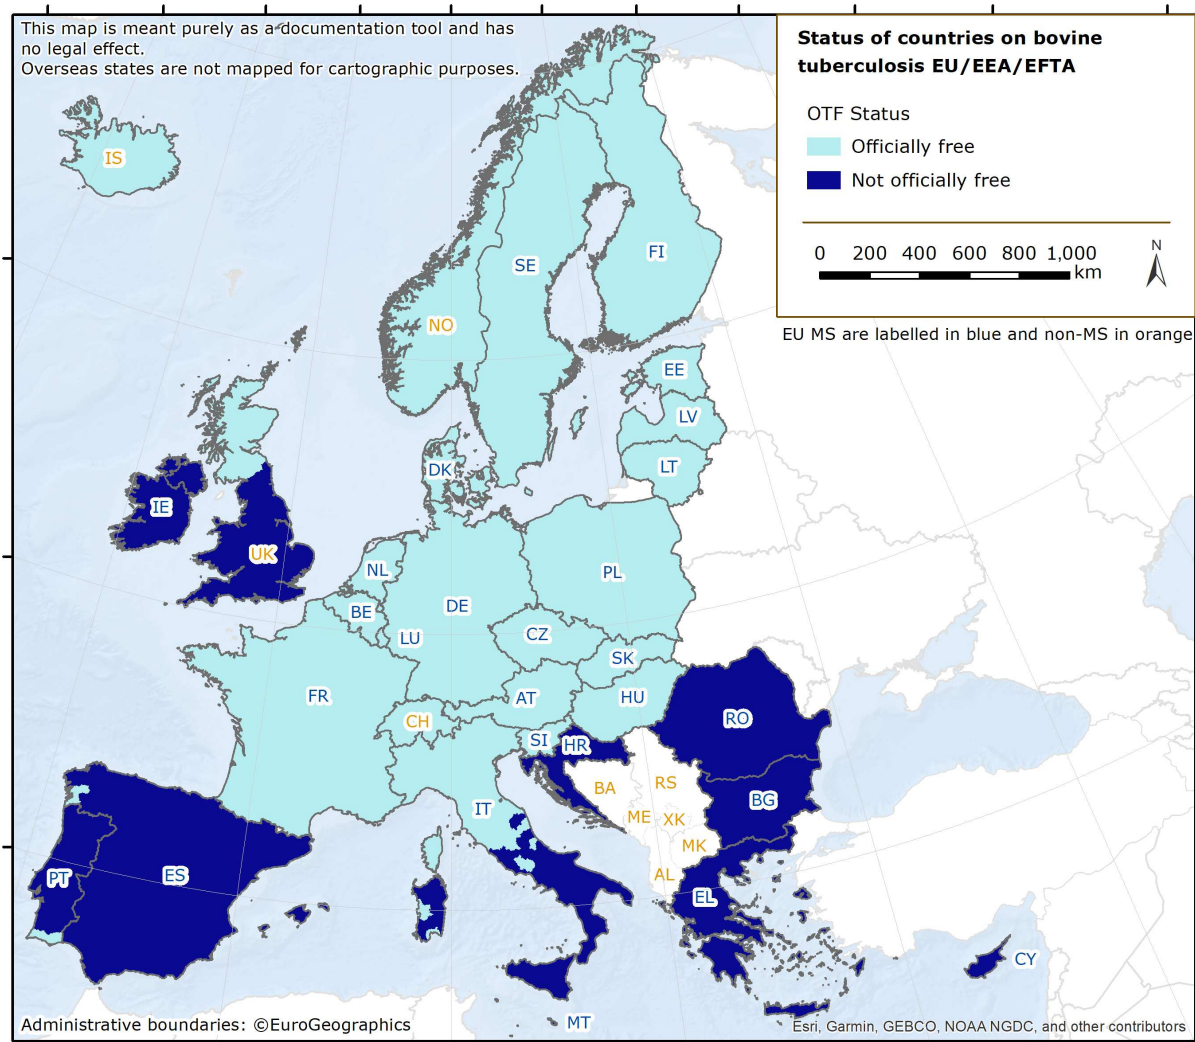 This map is meant purely as a documentation tool and has
no legal effect.
Overseas states are not mapped for cartographic purposes.
Status of countries on bovine
tuberculosis EU/EEA/EFTA
OTF Status
Officially free
Not officially free
0 200 400 600 800 1,000
km
N
EU MS are labelled in blue and non-MS in orange
IS
SE
FI
NO
EE
LV
LT
DK
IE
UK
NL
PL
BE
DE
LU
CZ
SK
FR
AT
HU
CH
RO
SI
HR
BA
RS
IT
BG
ME
XK
MK
PT
ES
AL
EL
CY
MT
Administrative boundaries: ©EuroGeographics
Esri, Garmin, GEBCO, NOAA NGDC, and other contributors